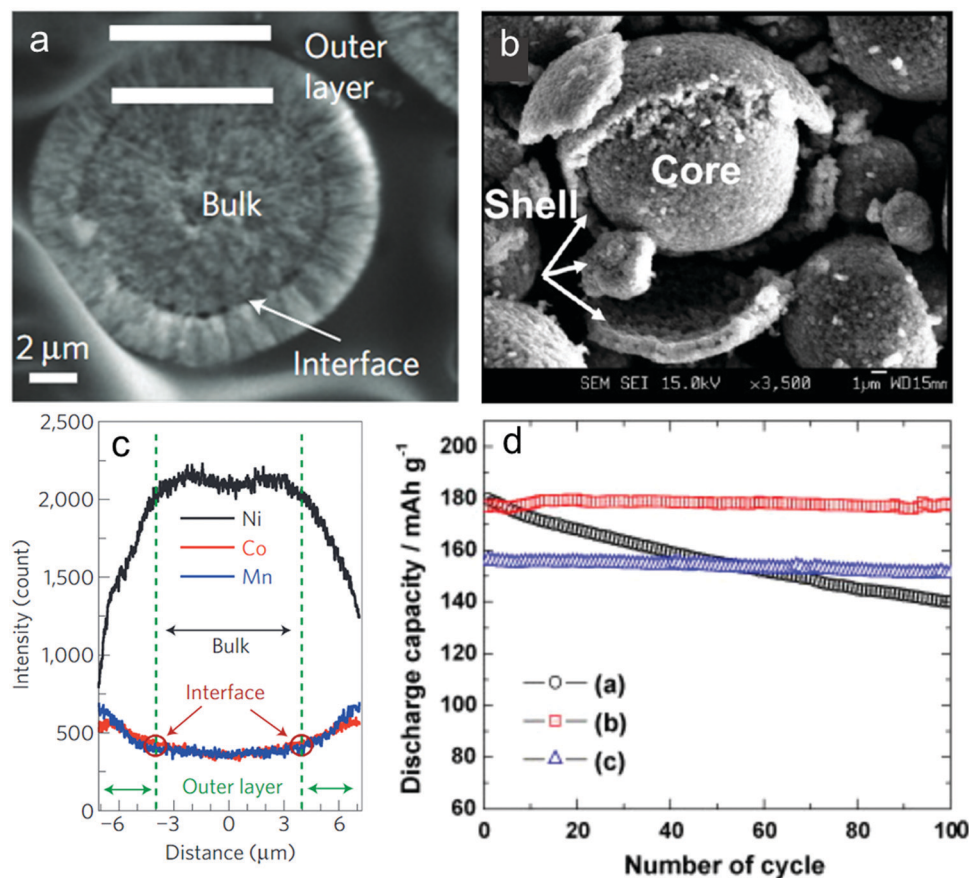 a
Outer
layer
Bulk
Interface
2 μm
b
Core
Shell
SEM SEI 15.0kV ×3,500 1μm WD15mm
c
2,500
2,000
1,500
1,000
500
0
Intensity (count)
Ni
Co
Mn
Bulk
Interface
Outer layer
−6 −3 0 3 6
Distance (μm)
d
200
180
160
140
120
100
80
60
Discharge capacity / mAh g⁻¹
(a)
(b)
(c)
0 20 40 60 80 100
Number of cycle